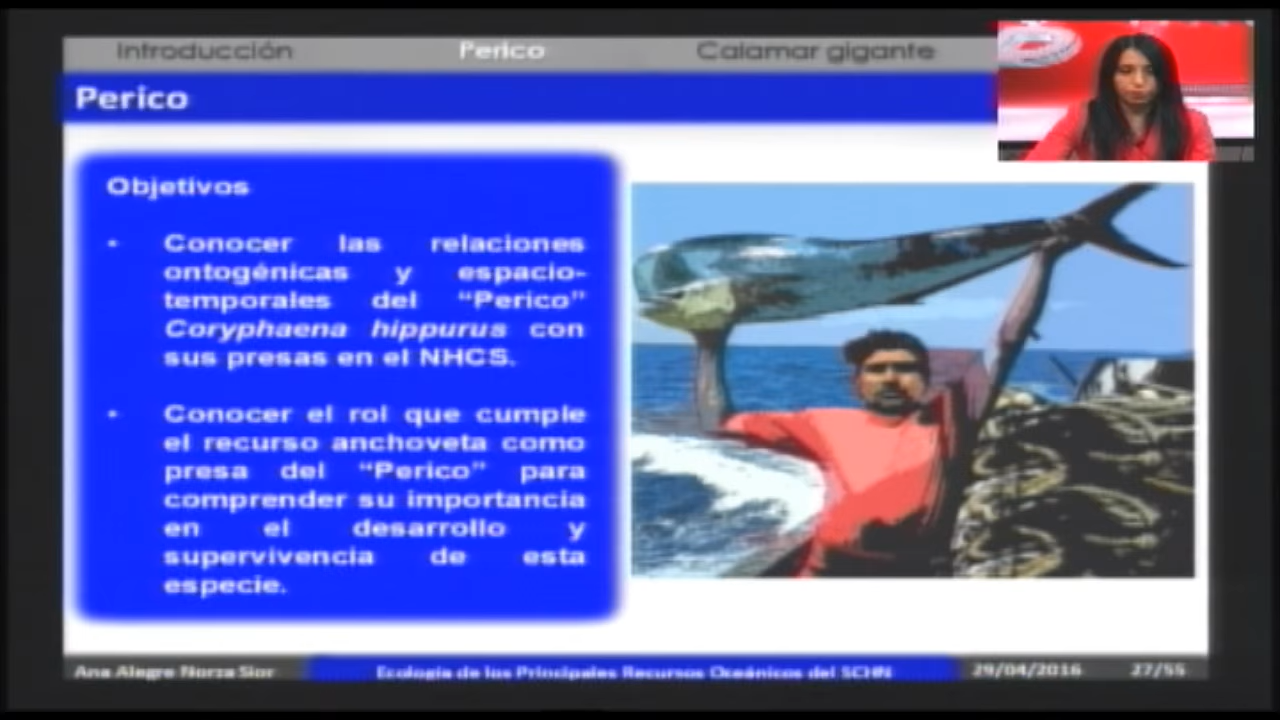 Introducción Perico Calamar gigante
Perico
Objetivos
• Conocer las relaciones
ontogénicas y espacio-
temporales del “Perico”
Coryphaena hippurus con
sus presas en el NHCS.
• Conocer el rol que cumple
el recurso anchoveta como
presa del “Perico” para
comprender su importancia
en el desarrollo y
supervivencia de esta
especie.
Ana Alegre Norza Sior Ecología de los Principales Recursos Oceánicos del SCHN 29/04/2016 27/55